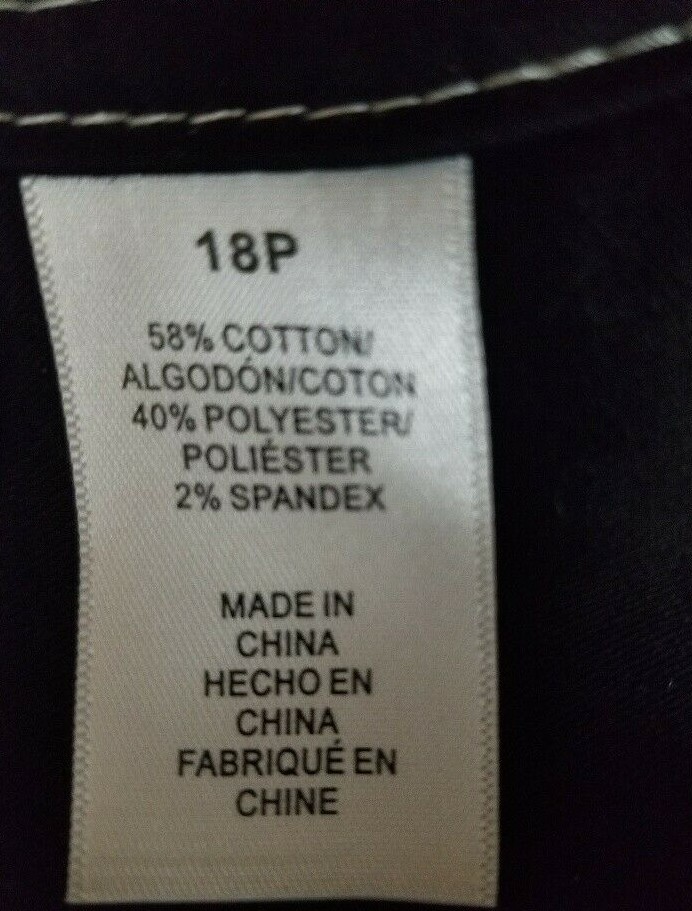 18P
58% COTTON/
ALGODÓN/COTON
40% POLYESTER/
POLIÉSTER
2% SPANDEX
MADE IN
CHINA
HECHO EN
CHINA
FABRIQUÉ EN
CHINE